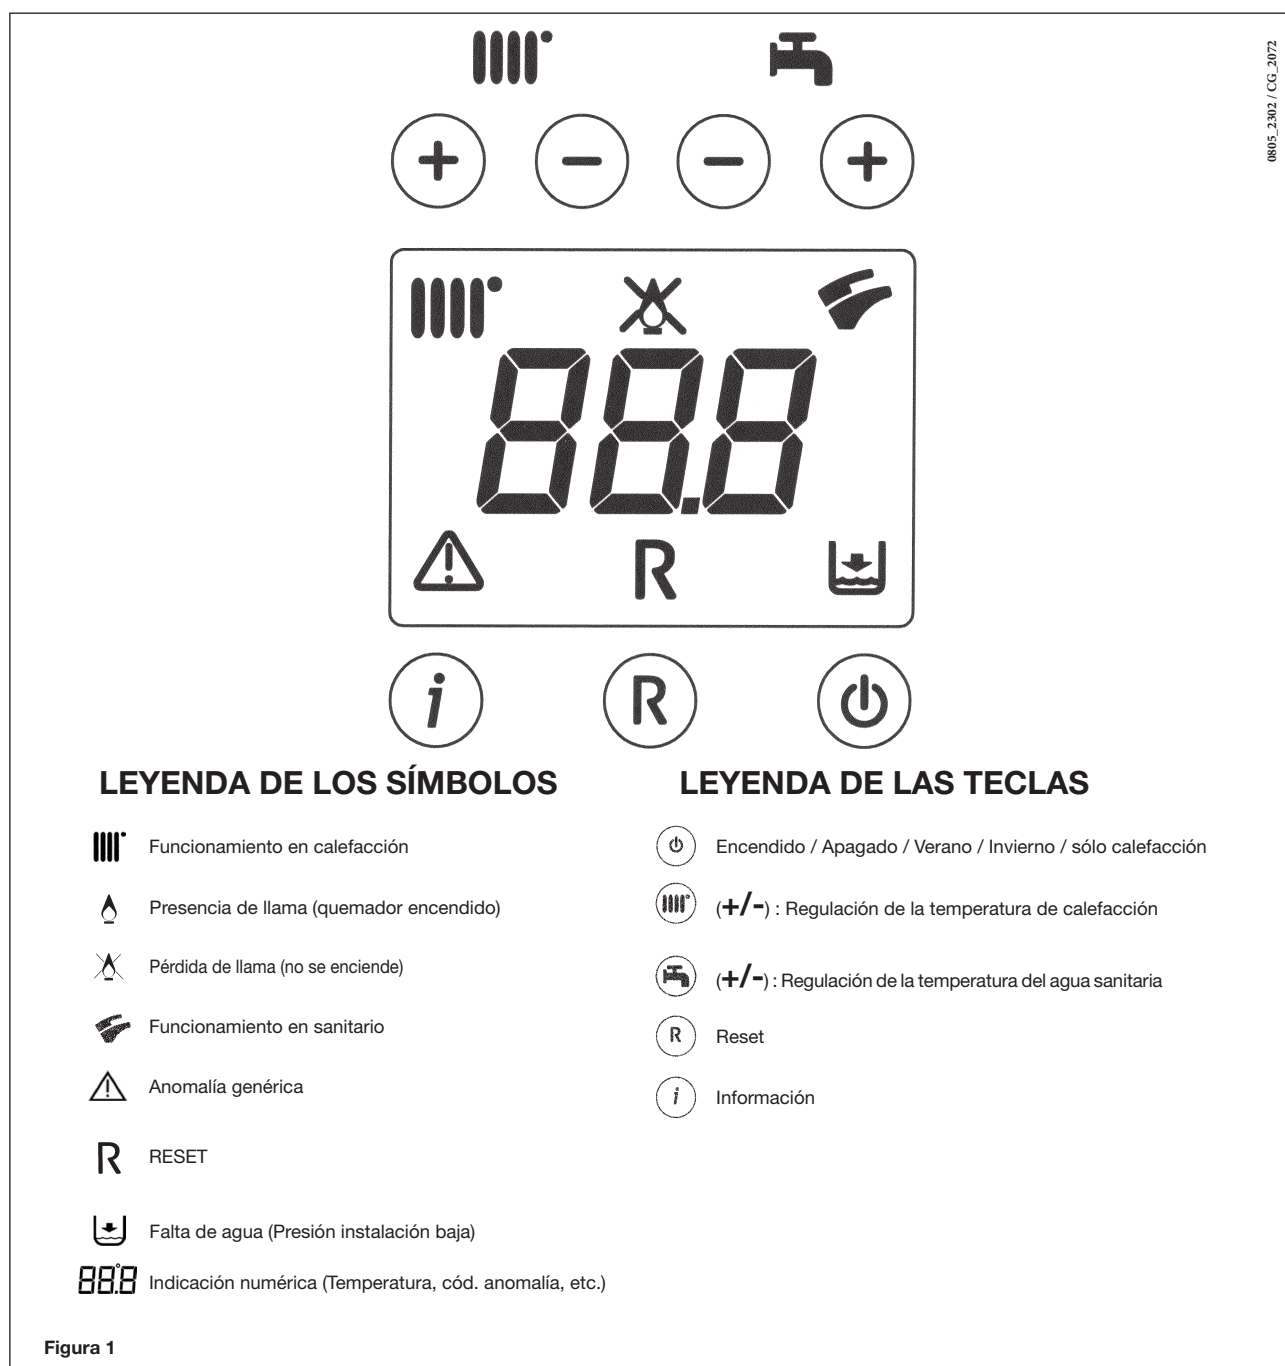 0805_2302 / CG_2072
+ - - +
88.8
R
i R
LEYENDA DE LOS SÍMBOLOS
Funcionamiento en calefacción
Presencia de llama (quemador encendido)
Pérdida de llama (no se enciende)
Funcionamiento en sanitario
Anomalía genérica
R RESET
Falta de agua (Presión instalación baja)
88.8 Indicación numérica (Temperatura, cód. anomalía, etc.)
LEYENDA DE LAS TECLAS
Encendido / Apagado / Verano / Invierno / sólo calefacción
(+/-) : Regulación de la temperatura de calefacción
(+/-) : Regulación de la temperatura del agua sanitaria
R Reset
i Información
Figura 1